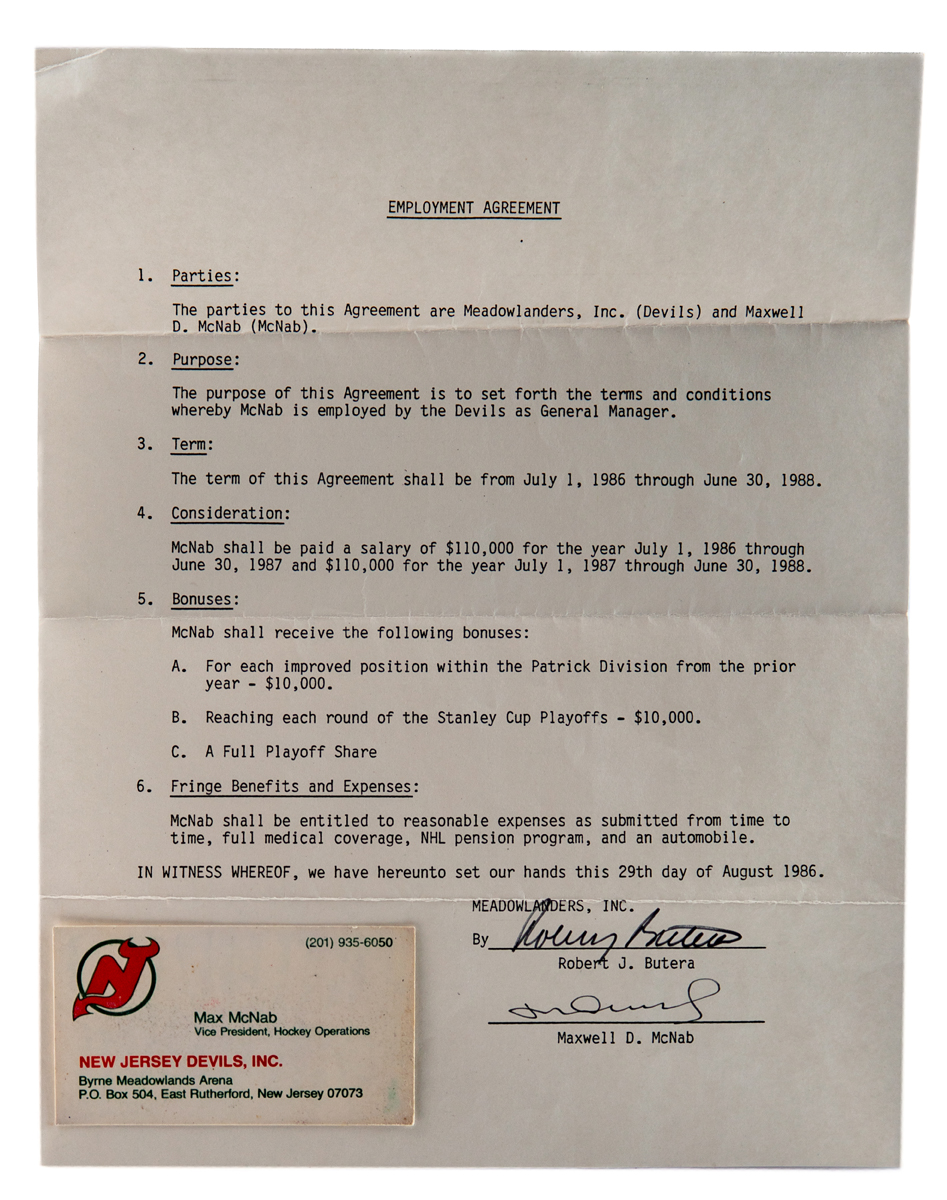 EMPLOYMENT AGREEMENT
1. Parties:
The parties to this Agreement are Meadowlanders, Inc. (Devils) and Maxwell
D. McNab (McNab).
2. Purpose:
The purpose of this Agreement is to set forth the terms and conditions
whereby McNab is employed by the Devils as General Manager.
3. Term:
The term of this Agreement shall be from July 1, 1986 through June 30, 1988.
4. Consideration:
McNab shall be paid a salary of $110,000 for the year July 1, 1986 through
June 30, 1987 and $110,000 for the year July 1, 1987 through June 30, 1988.
5. Bonuses:
McNab shall receive the following bonuses:
A. For each improved position within the Patrick Division from the prior
year - $10,000.
B. Reaching each round of the Stanley Cup Playoffs - $10,000.
C. A Full Playoff Share
6. Fringe Benefits and Expenses:
McNab shall be entitled to reasonable expenses as submitted from time to
time, full medical coverage, NHL pension program, and an automobile.
IN WITNESS WHEREOF, we have hereunto set our hands this 29th day of August 1986.
MEADOWLANDERS, INC.
By
Robert J. Butera
Maxwell D. McNab
(201) 935-6050
NJ
Max McNab
Vice President, Hockey Operations
NEW JERSEY DEVILS, INC.
Byrne Meadowlands Arena
P.O. Box 504, East Rutherford, New Jersey 07073